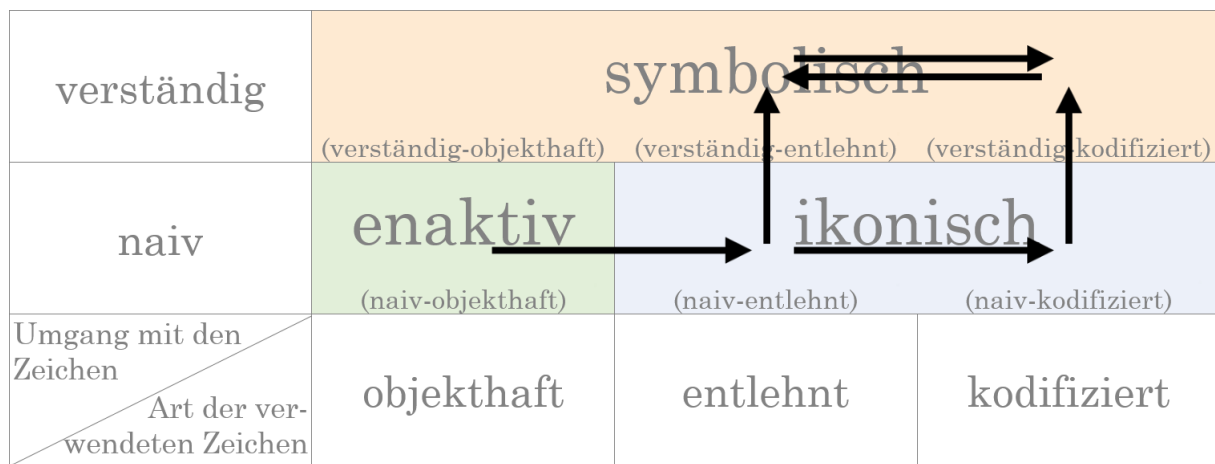 verständig
symbolisch
(verständig-objekthaft) (verständig-entlehnt) (verständig-kodifiziert)
naiv
enaktiv ikonisch
(naiv-objekthaft) (naiv-entlehnt) (naiv-kodifiziert)
Umgang mit den
Zeichen
Art der ver-
wendeten Zeichen
objekthaft entlehnt kodifiziert